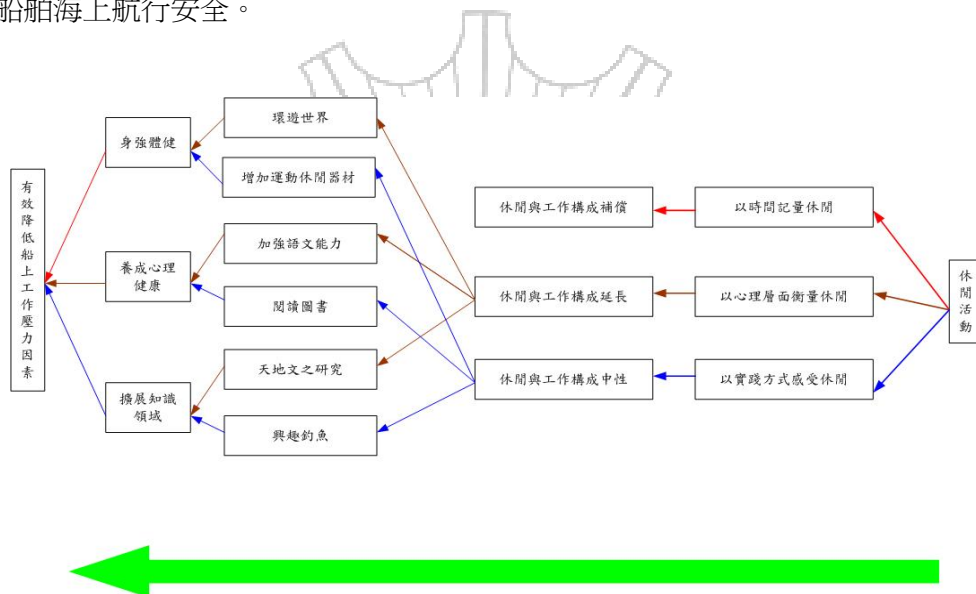 船舶海上航行安全。
環遊世界
身強體健
增加運動休閒器材
有效降低船上工作壓力因素
休閒與工作構成補償
以時間記量休閒
加強語文能力
養成心理
健康
閱讀圖書
休閒與工作構成延長
以心理層面衡量休閒
休閒活動
天地文之研究
擴展知識
領域
興趣釣魚
休閒與工作構成中性
以實踐方式感受休閒